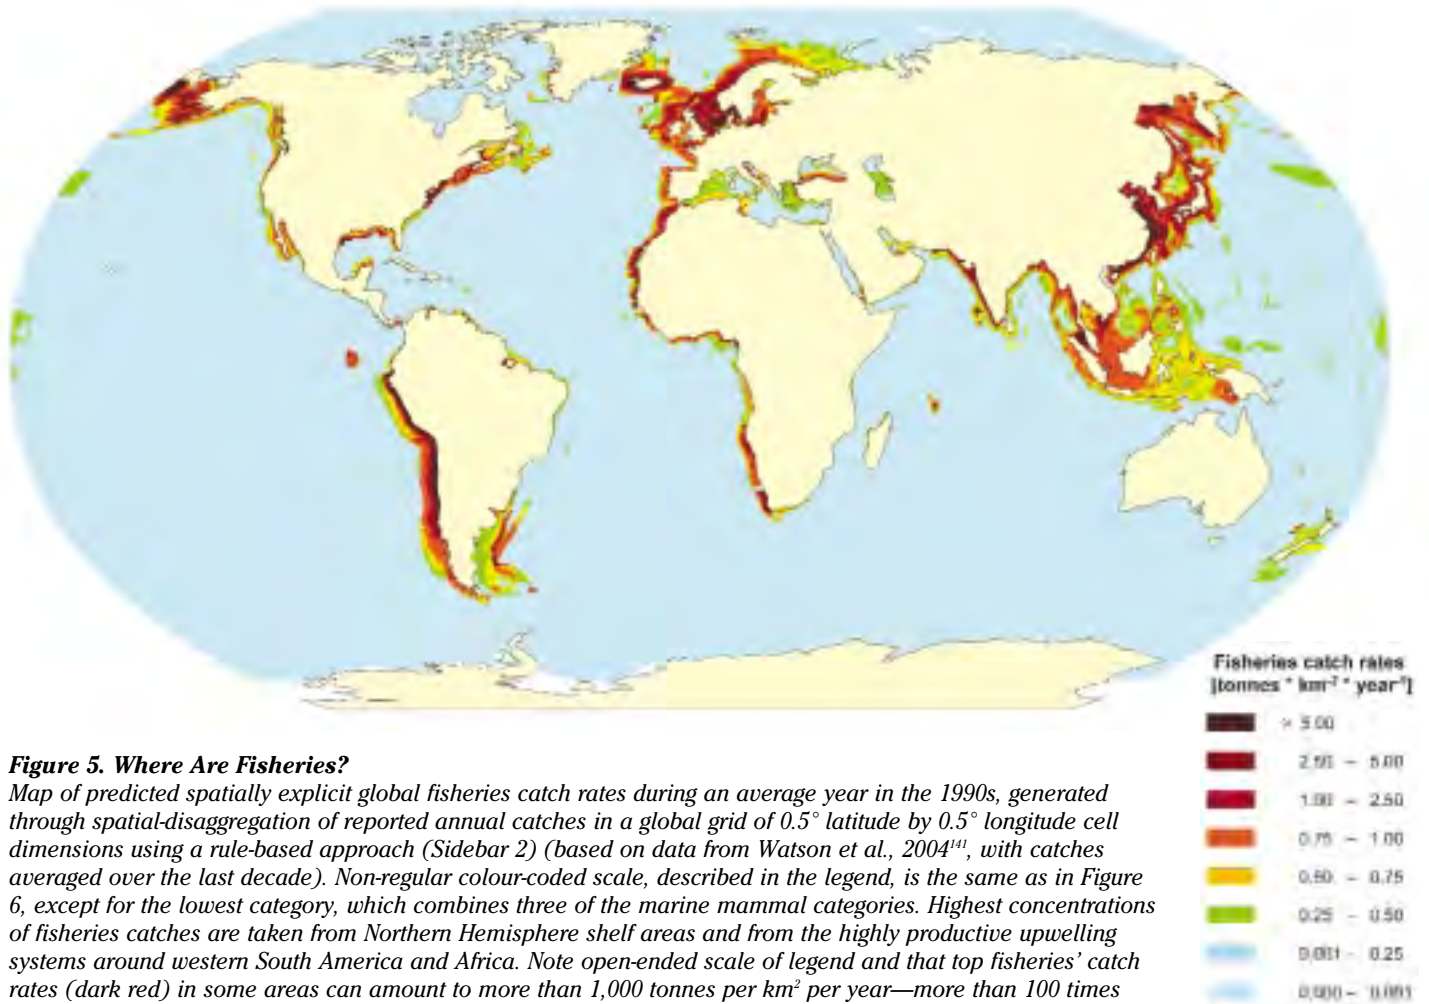 Fisheries catch rates
[tonnes * km-2 * year-1]
> 5.00
2.50 – 5.00
1.00 – 2.50
0.75 – 1.00
0.50 – 0.75
0.25 – 0.50
0.001 – 0.25
0.000 – 0.001
Figure 5. Where Are Fisheries?
Map of predicted spatially explicit global fisheries catch rates during an average year in the 1990s, generated
through spatial-disaggregation of reported annual catches in a global grid of 0.5° latitude by 0.5° longitude cell
dimensions using a rule-based approach (Sidebar 2) (based on data from Watson et al., 2004¹⁴¹, with catches
averaged over the last decade). Non-regular colour-coded scale, described in the legend, is the same as in Figure
6, except for the lowest category, which combines three of the marine mammal categories. Highest concentrations
of fisheries catches are taken from Northern Hemisphere shelf areas and from the highly productive upwelling
systems around western South America and Africa. Note open-ended scale of legend and that top fisheries' catch
rates (dark red) in some areas can amount to more than 1,000 tonnes per km² per year—more than 100 times